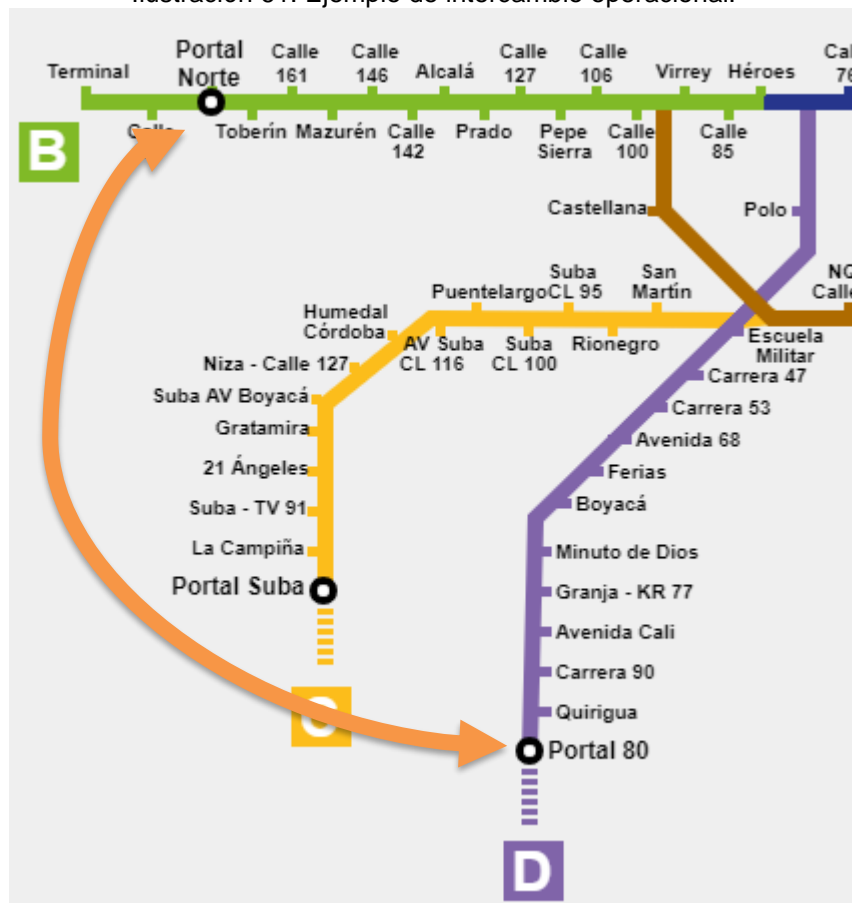 Portal
Norte
Calle
161
Calle
146
Alcalá
Calle
127
Calle
106
Virrey
Héroes
Terminal
B
Toberín
Mazurén
Calle
142
Prado
Pepe
Sierra
Calle
100
Calle
85
Castellana
Polo
Suba
CL 95
San
Martín
Puentelargo
Humedal
Córdoba
AV Suba
CL 116
Suba
CL 100
Rionegro
Escuela
Militar
Niza - Calle 127
Carrera 47
Suba AV Boyacá
Carrera 53
Gratamira
Avenida 68
21 Ángeles
Ferias
Suba - TV 91
Boyacá
La Campiña
Minuto de Dios
Portal Suba
Granja - KR 77
Avenida Cali
Carrera 90
Quirigua
Portal 80
D